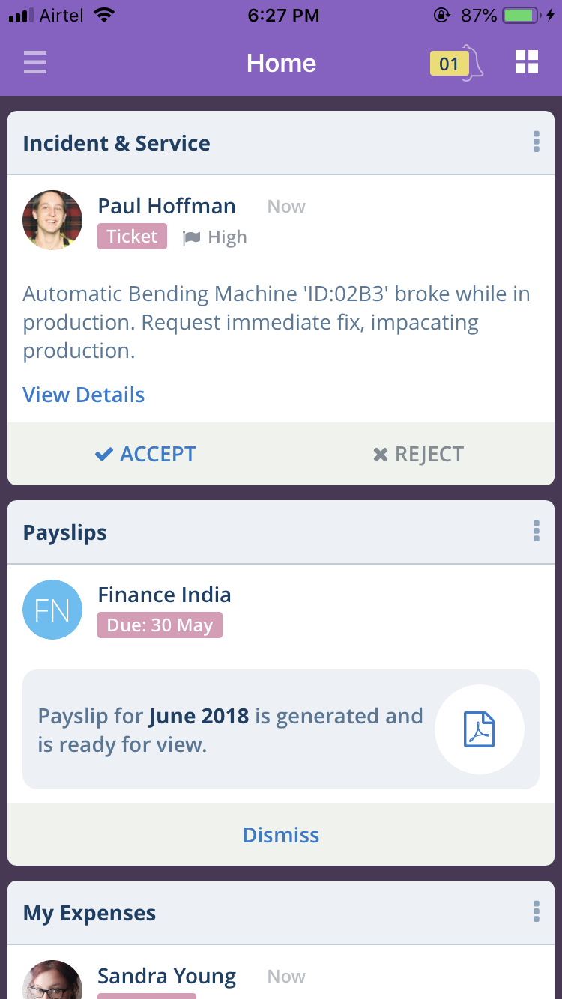 Airtel 6:27 PM 87%
Home 01
Incident & Service
Paul Hoffman Now
Ticket High
Automatic Bending Machine 'ID:02B3' broke while in
production. Request immediate fix, impacating
production.
View Details
ACCEPT REJECT
Payslips
FN Finance India
Due: 30 May
Payslip for June 2018 is generated and
is ready for view.
Dismiss
My Expenses
Sandra Young Now